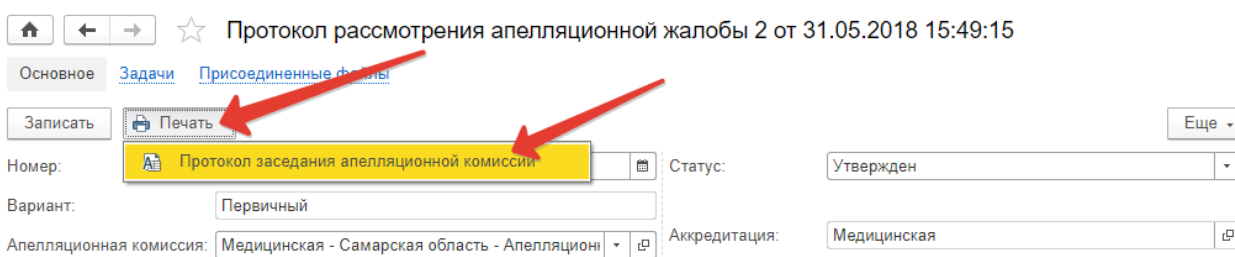 Протокол рассмотрения апелляционной жалобы 2 от 31.05.2018 15:49:15
Основное Задачи Присоединенные файлы
Записать Печать Еще
Протокол заседания апелляционной комиссии
Номер: Статус: Утвержден
Вариант: Первичный
Апелляционная комиссия: Медицинская - Самарская область - Апелляцион Аккредитация: Медицинская